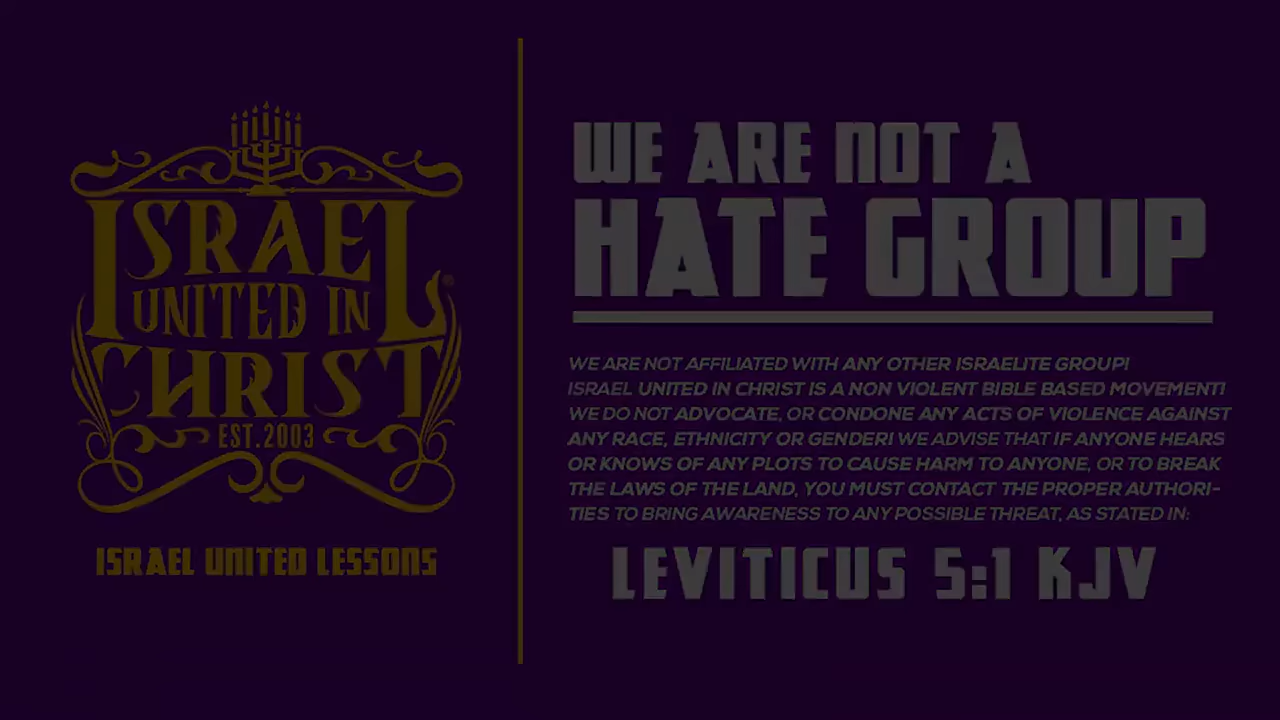 ISRAEL
UNITED IN
CHRIST
EST.2003
ISRAEL UNITED LESSONS
WE ARE NOT A
HATE GROUP
WE ARE NOT AFFILIATED WITH ANY OTHER ISRAELITE GROUP!
ISRAEL UNITED IN CHRIST IS A NON VIOLENT BIBLE BASED MOVEMENT!
WE DO NOT ADVOCATE, OR CONDONE ANY ACTS OF VIOLENCE AGAINST
ANY RACE, ETHNICITY OR GENDER! WE ADVISE THAT IF ANYONE HEARS
OR KNOWS OF ANY PLOTS TO CAUSE HARM TO ANYONE, OR TO BREAK
THE LAWS OF THE LAND, YOU MUST CONTACT THE PROPER AUTHORI-
TIES TO BRING AWARENESS TO ANY POSSIBLE THREAT, AS STATED IN:
LEVITICUS 5:1 KJV